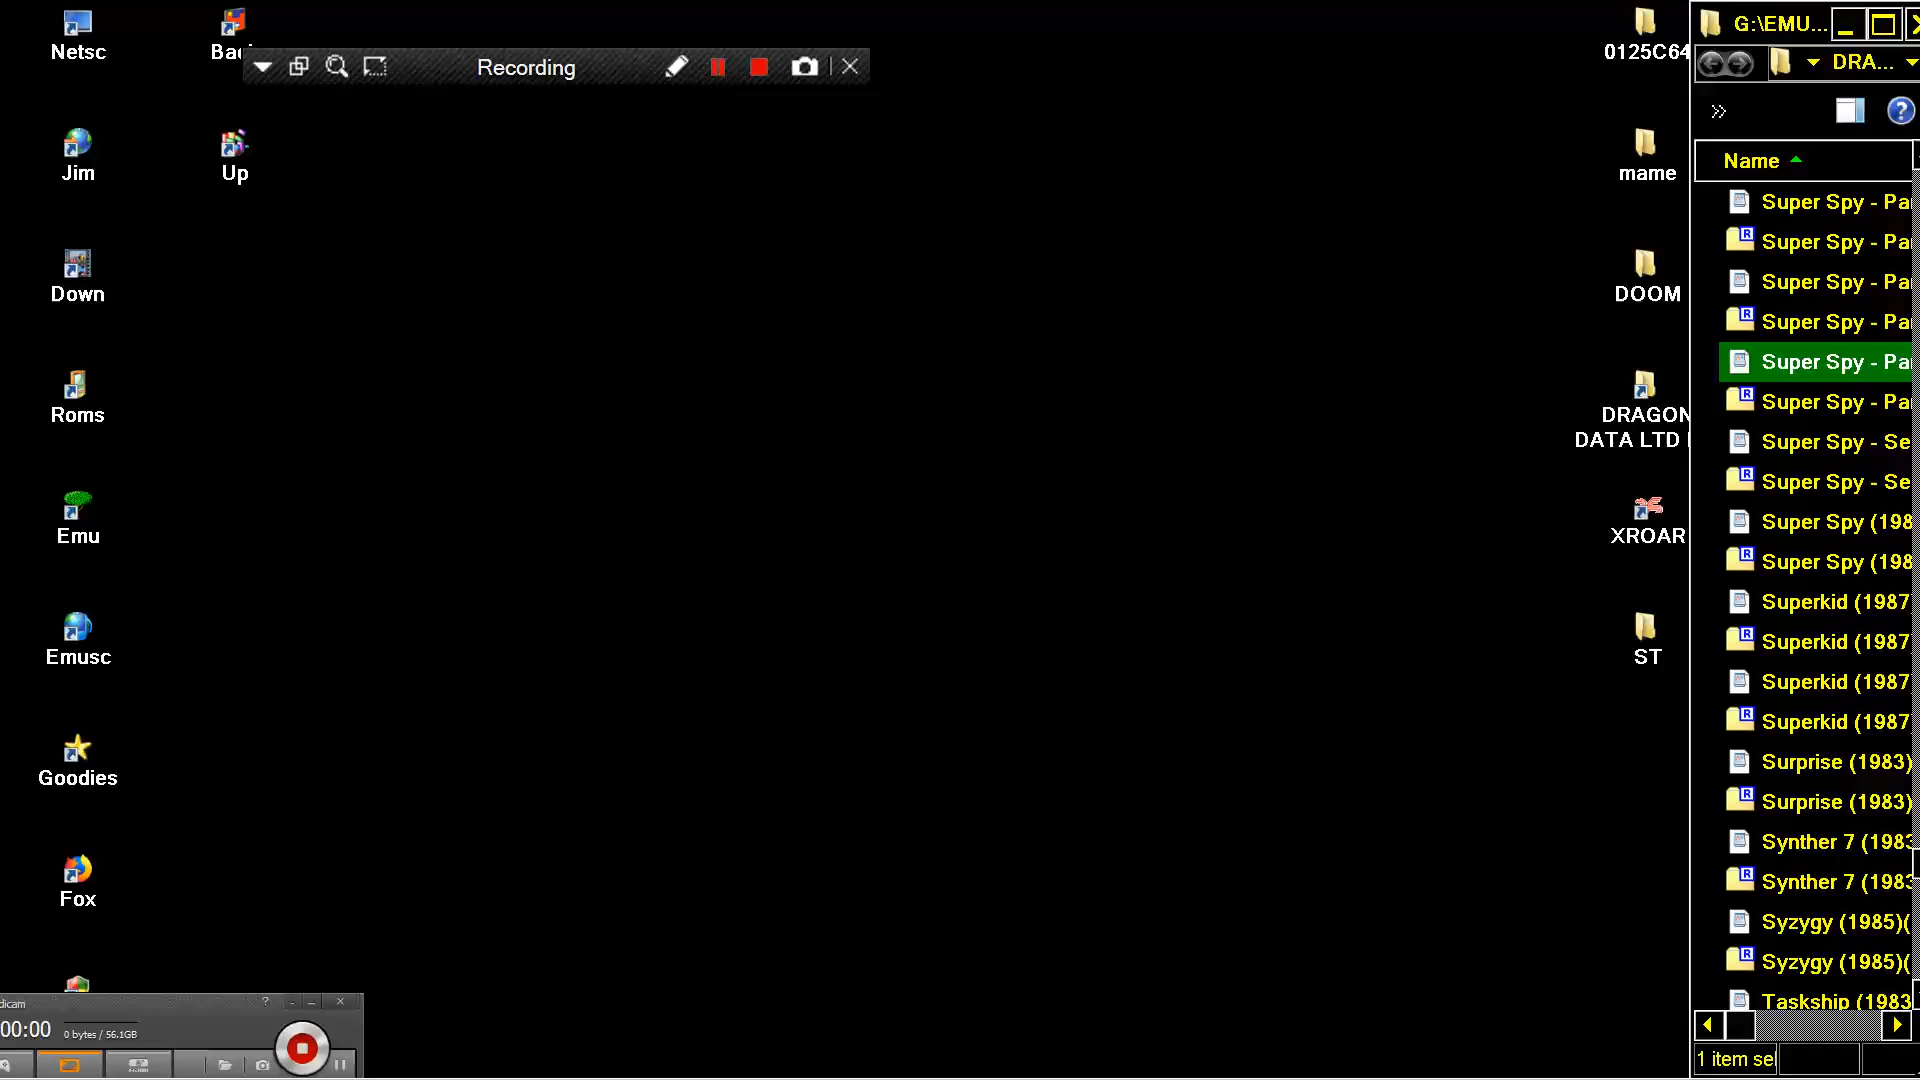 Netsc
Bac
Recording
Jim
Up
Down
Roms
Emu
Emusc
Goodies
Fox
dicam
00:00
0 bytes / 56.1GB
0125C64
mame
DOOM
DRAGON
DATA LTD
XROAR
ST
G:\EMU...
DRA...
Name
Super Spy - Pa
Super Spy - Pa
Super Spy - Pa
Super Spy - Pa
Super Spy - Pa
Super Spy - Pa
Super Spy - Se
Super Spy - Se
Super Spy (198
Super Spy (198
Superkid (1987
Superkid (1987
Superkid (1987
Superkid (1987
Surprise (1983)
Surprise (1983)
Synther 7 (1983
Synther 7 (1983
Syzygy (1985)(
Syzygy (1985)(
Taskship (1983
1 item sel